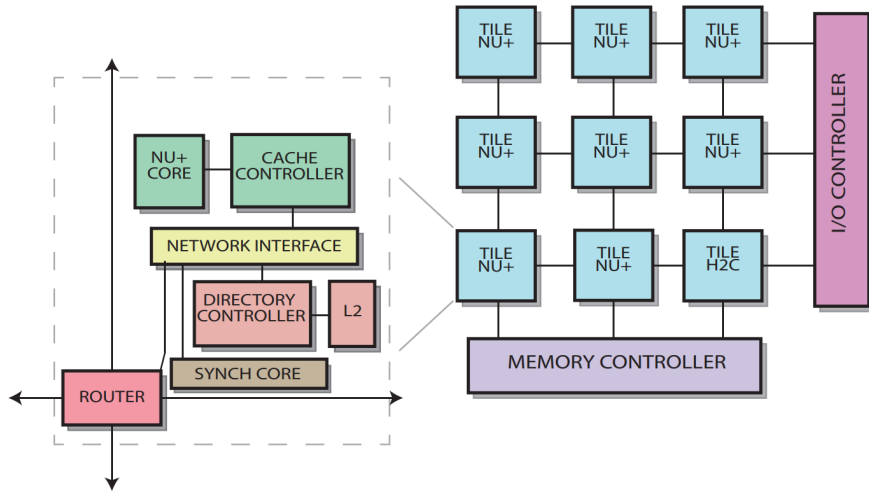 NU+
CORE
CACHE
CONTROLLER
NETWORK INTERFACE
DIRECTORY
CONTROLLER
L2
SYNCH CORE
ROUTER
TILE
NU+
TILE
NU+
TILE
NU+
TILE
NU+
TILE
NU+
TILE
NU+
TILE
NU+
TILE
NU+
TILE
H2C
MEMORY CONTROLLER
I/O CONTROLLER